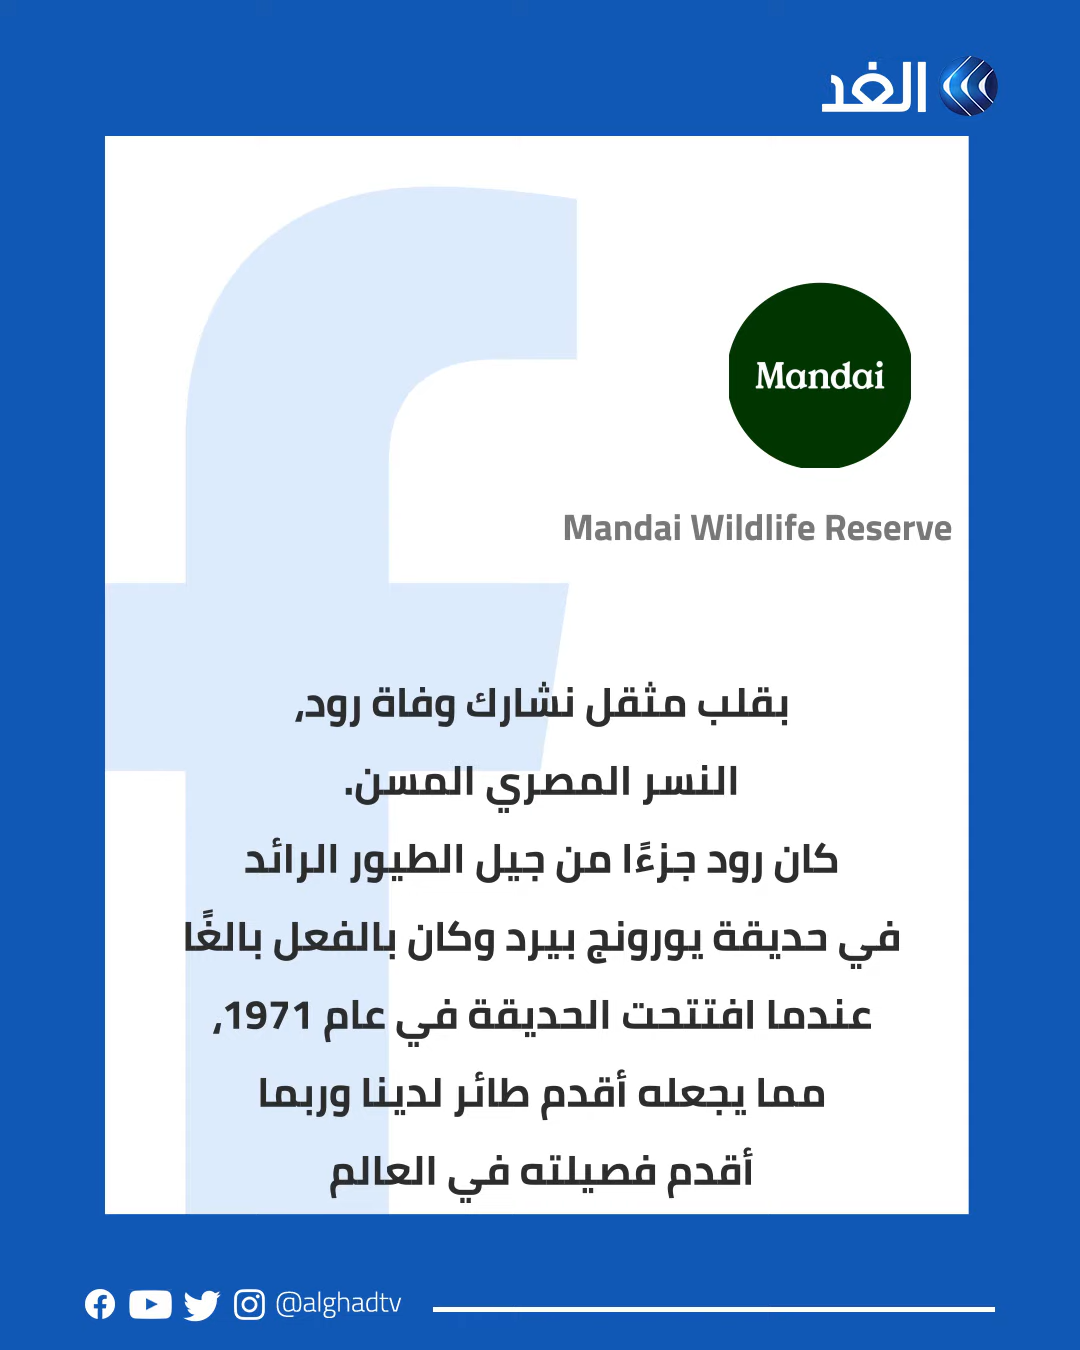 الغد
Mandai
Mandai Wildlife Reserve
بقلب مثقل نشارك وفاة رود،
النسر المصري المسن.
كان رود جزءًا من جيل الطيور الرائد
في حديقة يورونج بيرد وكان بالفعل بالغًا
عندما افتتحت الحديقة في عام 1971،
مما يجعله أقدم طائر لدينا وربما
أقدم فصيلته في العالم
@alghadtv